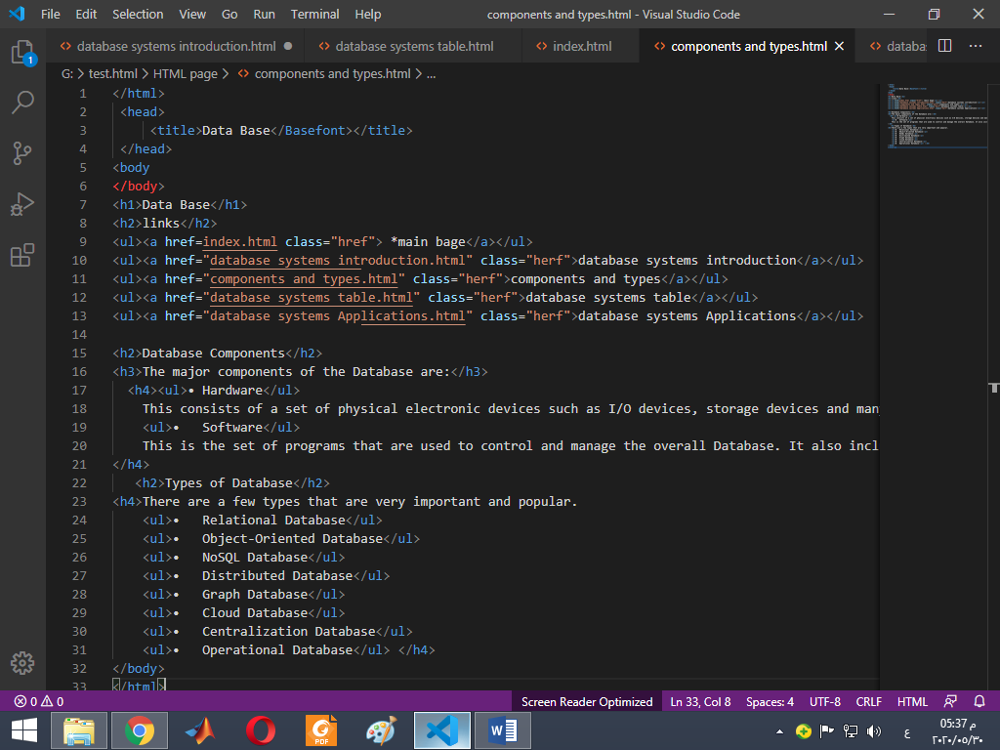 File Edit Selection View Go Run Terminal Help components and types.html - Visual Studio Code
database systems introduction.html database systems table.html index.html components and types.html databa
G: > test.html > HTML page > components and types.html > ...
1 </html>
2 <head>
3 <title>Data Base</Basefont></title>
4 </head>
5 <body
6 </body>
7 <h1>Data Base</h1>
8 <h2>links</h2>
9 <ul><a href=index.html class="href"> *main bage</a></ul>
10 <ul><a href="database systems introduction.html" class="herf">database systems introduction</a></ul>
11 <ul><a href="components and types.html" class="herf">components and types</a></ul>
12 <ul><a href="database systems table.html" class="herf">database systems table</a></ul>
13 <ul><a href="database systems Applications.html" class="herf">database systems Applications</a></ul>
14
15 <h2>Database Components</h2>
16 <h3>The major components of the Database are:</h3>
17 <h4><ul>• Hardware</ul>
18 This consists of a set of physical electronic devices such as I/O devices, storage devices and man
19 <ul>• Software</ul>
20 This is the set of programs that are used to control and manage the overall Database. It also incl
21 </h4>
22 <h2>Types of Database</h2>
23 <h4>There are a few types that are very important and popular.
24 <ul>• Relational Database</ul>
25 <ul>• Object-Oriented Database</ul>
26 <ul>• NoSQL Database</ul>
27 <ul>• Distributed Database</ul>
28 <ul>• Graph Database</ul>
29 <ul>• Cloud Database</ul>
30 <ul>• Centralization Database</ul>
31 <ul>• Operational Database</ul> </h4>
32 </body>
33 </html>
1
0 0 Screen Reader Optimized Ln 33, Col 8 Spaces: 4 UTF-8 CRLF HTML
PDF W ع 05:37 م
٢٠٢٠/٠٥/٣٠